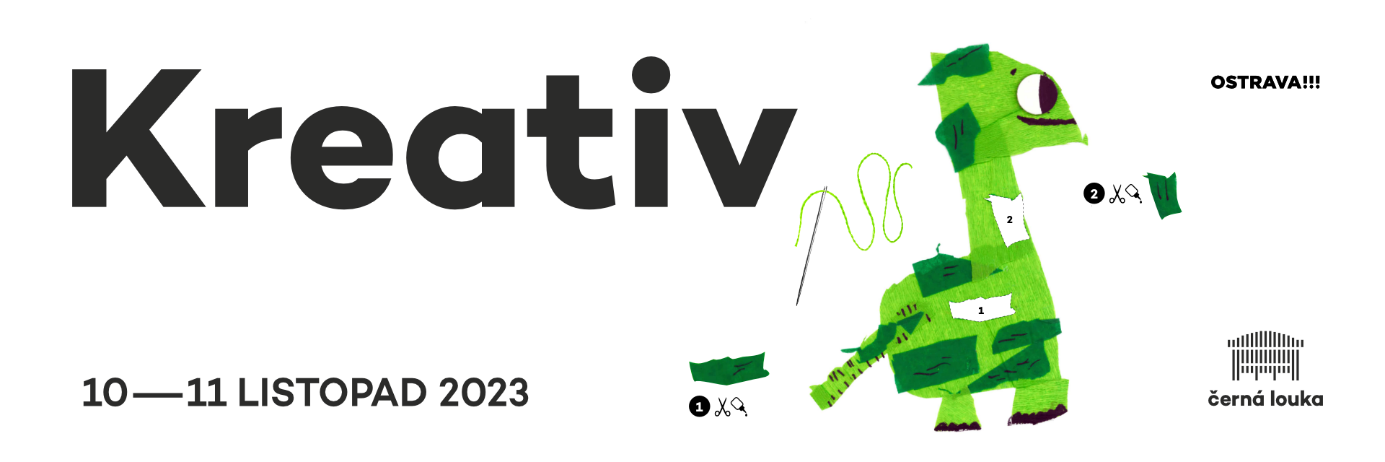 Kreativ
OSTRAVA!!!
2
2
1
1
10—11 LISTOPAD 2023
černá louka